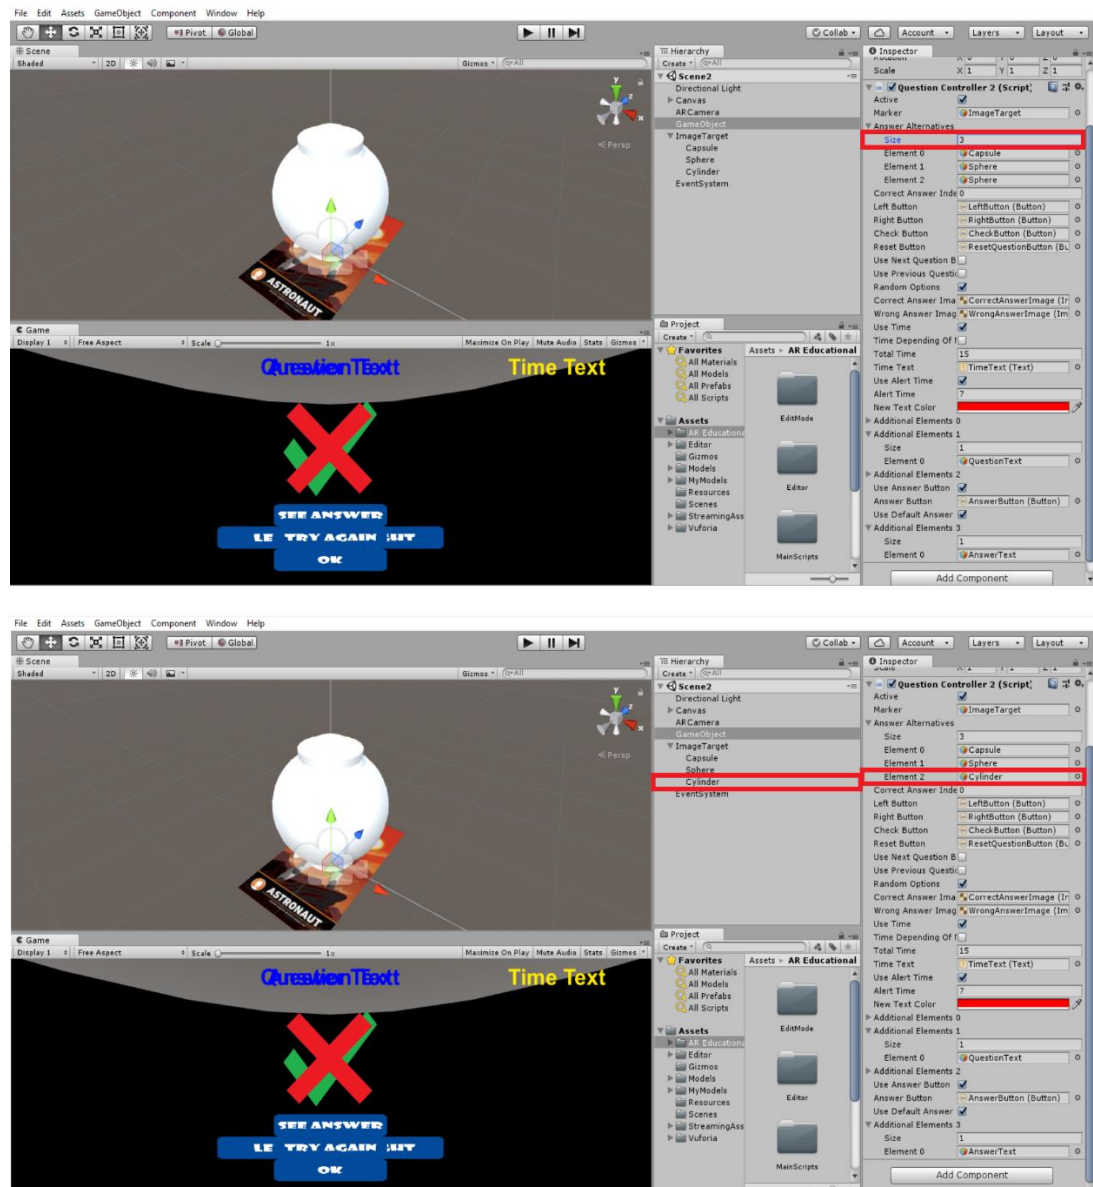 File Edit Assets GameObject Component Window Help
Pivot Global Collab Account Layers Layout
Scene
Shaded 2D Gizmos All
Persp
y
z
x
ASTRONAUT
Game
Display 1 Free Aspect Scale 1x Maximize On Play Mute Audio Stats Gizmos
Time Text
SEE ANSWER
LE TRY AGAIN HT
OK
Hierarchy
Create All
Scene2
Directional Light
Canvas
ARCamera
GameObject
ImageTarget
Capsule
Sphere
Cylinder
EventSystem
Project
Create
Favorites
All Materials
All Models
All Prefabs
All Scripts
Assets
AR Educationa
Editor
Gizmos
Models
MyModels
Resources
Scenes
StreamingAss
Vuforia
Assets AR Educational
EditMode
Editor
MainScripts
Inspector
Scale X 1 Y 1 Z 1
Question Controller 2 (Script)
Active
Marker ImageTarget
Answer Alternatives
Size 3
Element 0 Capsule
Element 1 Sphere
Element 2 Sphere
Correct Answer Inde 0
Left Button LeftButton (Button)
Right Button RightButton (Button)
Check Button CheckButton (Button)
Reset Button ResetQuestionButton (Bu
Use Next Question B
Use Previous Questi
Random Options
Correct Answer Ima CorrectAnswerImage (Ir
Wrong Answer Imag WrongAnswerImage (Im
Use Time
Time Depending Of
Total Time 15
Time Text TimeText (Text)
Use Alert Time
Alert Time 7
New Text Color
Additional Elements 0
Additional Elements 1
Size 1
Element 0 QuestionText
Additional Elements 2
Use Answer Button
Answer Button AnswerButton (Button)
Use Default Answer
Additional Elements 3
Size 1
Element 0 AnswerText
Add Component
File Edit Assets GameObject Component Window Help
Pivot Global Collab Account Layers Layout
Scene
Shaded 2D Gizmos All
Persp
y
z
x
ASTRONAUT
Game
Display 1 Free Aspect Scale 1x Maximize On Play Mute Audio Stats Gizmos
Time Text
SEE ANSWER
LE TRY AGAIN HT
OK
Hierarchy
Create All
Scene2
Directional Light
Canvas
ARCamera
GameObject
ImageTarget
Capsule
Sphere
Cylinder
EventSystem
Project
Create
Favorites
All Materials
All Models
All Prefabs
All Scripts
Assets
AR Educationa
Editor
Gizmos
Models
MyModels
Resources
Scenes
StreamingAss
Vuforia
Assets AR Educational
EditMode
Editor
MainScripts
Inspector
Question Controller 2 (Script)
Active
Marker ImageTarget
Answer Alternatives
Size 3
Element 0 Capsule
Element 1 Sphere
Element 2 Cylinder
Correct Answer Inde 0
Left Button LeftButton (Button)
Right Button RightButton (Button)
Check Button CheckButton (Button)
Reset Button ResetQuestionButton (Bu
Use Next Question B
Use Previous Questi
Random Options
Correct Answer Ima CorrectAnswerImage (Ir
Wrong Answer Imag WrongAnswerImage (Im
Use Time
Time Depending Of
Total Time 15
Time Text TimeText (Text)
Use Alert Time
Alert Time 7
New Text Color
Additional Elements 0
Additional Elements 1
Size 1
Element 0 QuestionText
Additional Elements 2
Use Answer Button
Answer Button AnswerButton (Button)
Use Default Answer
Additional Elements 3
Size 1
Element 0 AnswerText
Add Component